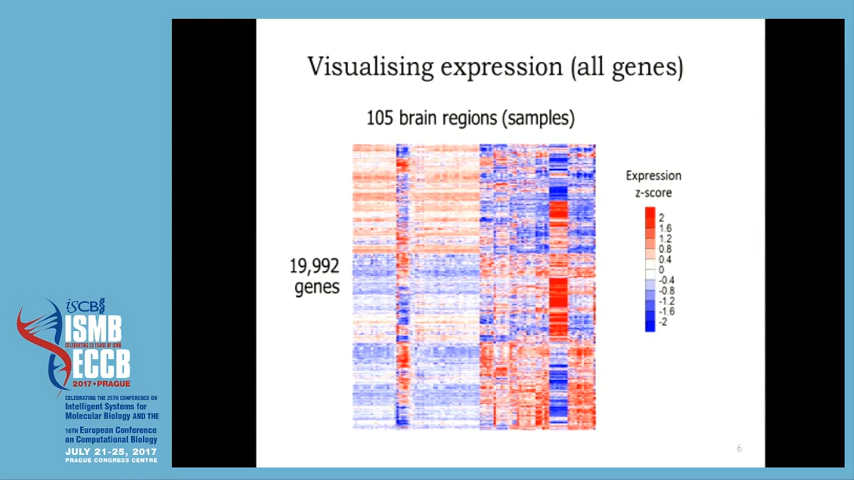 Visualising expression (all genes)
105 brain regions (samples)
19,992
genes
Expression
z-score
2
1.6
1.2
0.8
0.4
0
-0.4
-0.8
-1.2
-1.6
-2
6
iSCB
ISMB
ECCB
2017 • PRAGUE
CELEBRATING THE 25TH CONFERENCE ON
Intelligent Systems for
Molecular Biology AND THE
16TH European Conference
on Computational Biology
JULY 21-25, 2017
PRAGUE CONGRESS CENTRE